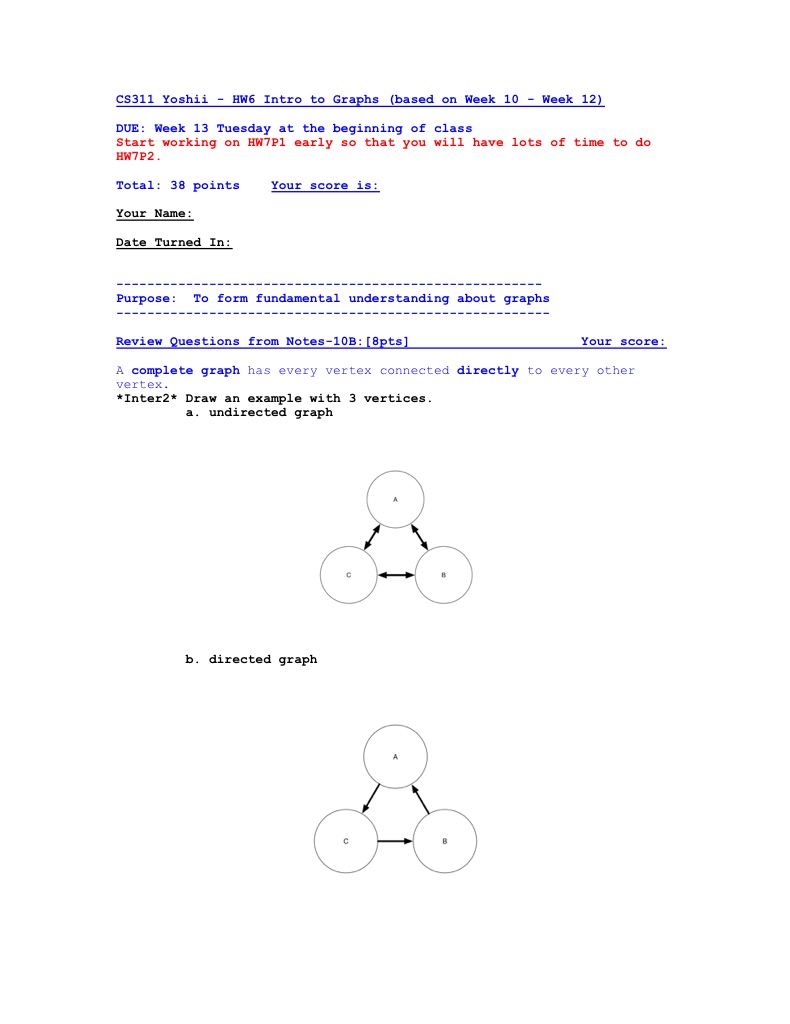 CS311 Yoshii - HW6 Intro to Graphs (based on Week 10 - Week 12)
DUE: Week 13 Tuesday at the beginning of class
Start working on HW7P1 early so that you will have lots of time to do
HW7P2.
Total: 38 points    Your score is:
Your Name:
Date Turned In:
-------------------------------------------------------
Purpose:  To form fundamental understanding about graphs
--------------------------------------------------------
Review Questions from Notes-10B:[8pts]                      Your score:
A complete graph has every vertex connected directly to every other
vertex.
*Inter2* Draw an example with 3 vertices.
a. undirected graph
A
C B
b. directed graph
A
C B